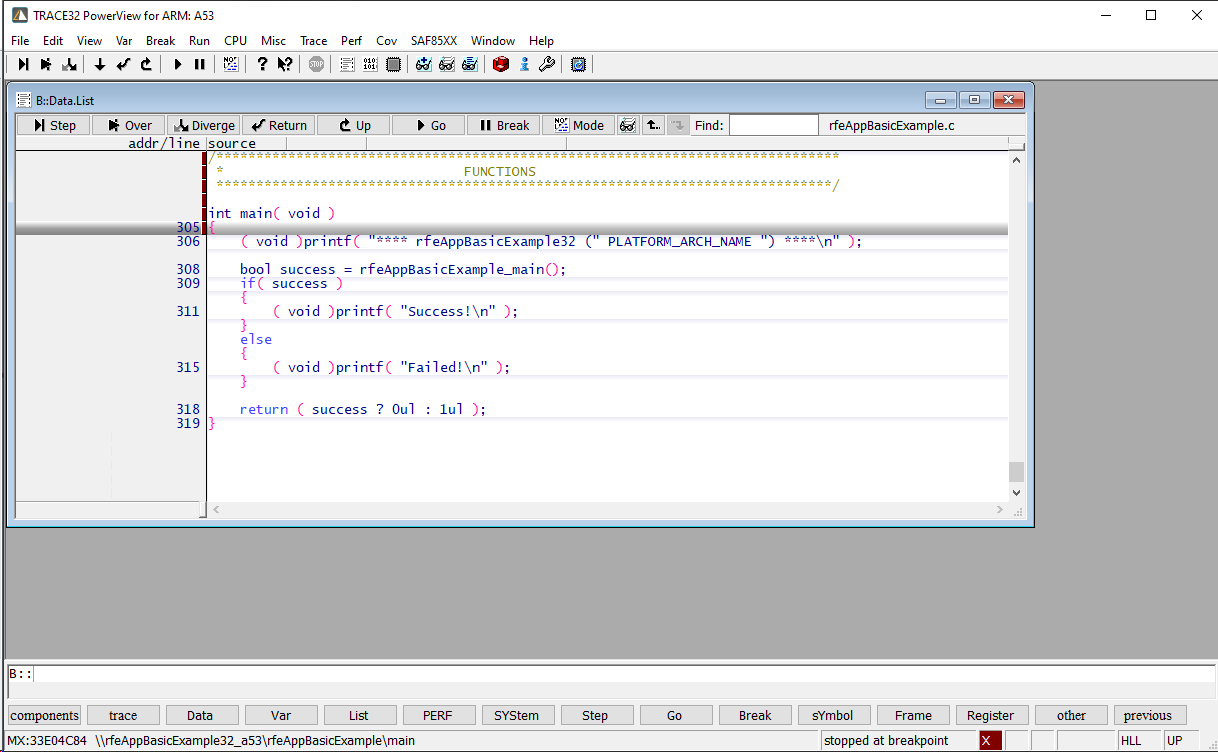 TRACE32 PowerView for ARM: A53
File Edit View Var Break Run CPU Misc Trace Perf Cov SAF85XX Window Help
B::Data.List
Step Over Diverge Return Up Go Break Mode Find: rfeAppBasicExample.c
addr/line source
/******************************************************************************
* FUNCTIONS
*****************************************************************************/
int main( void )
305 {
306 ( void )printf( "**** rfeAppBasicExample32 (" PLATFORM_ARCH_NAME ") ****\n" );
308 bool success = rfeAppBasicExample_main();
309 if( success )
{
311 ( void )printf( "Success!\n" );
}
else
{
315 ( void )printf( "Failed!\n" );
}
318 return ( success ? 0ul : 1ul );
319 }
B::
components trace Data Var List PERF SYStem Step Go Break sYmbol Frame Register other previous
MX:33E04C84 \\rfeAppBasicExample32_a53\rfeAppBasicExample\main stopped at breakpoint X HLL UP